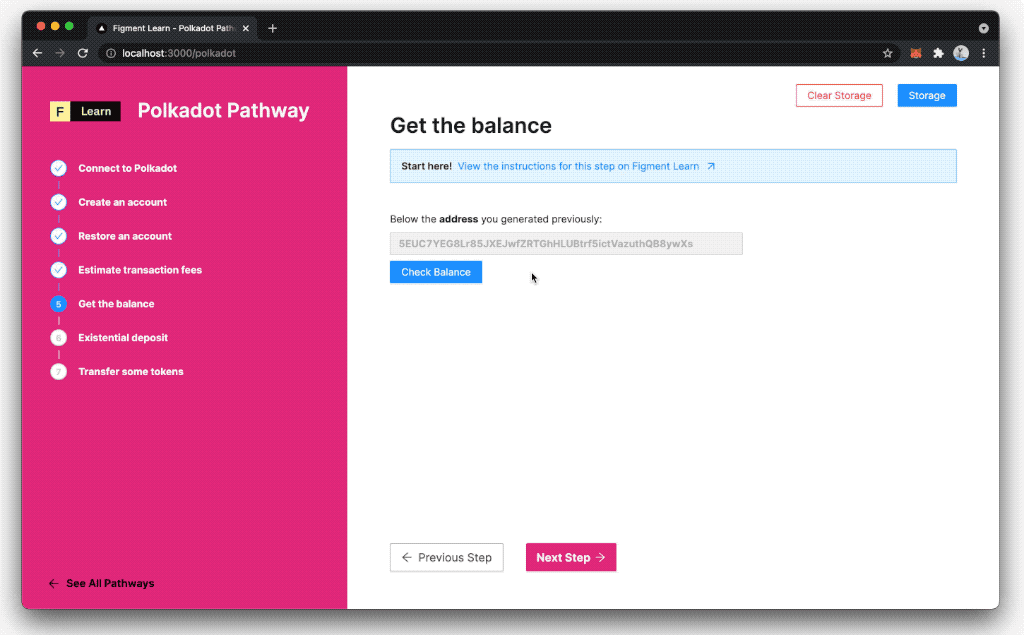 Figment Learn - Polkadot Path
localhost:3000/polkadot
F Learn
Polkadot Pathway
Connect to Polkadot
Create an account
Restore an account
Estimate transaction fees
5 Get the balance
6 Existential deposit
7 Transfer some tokens
← See All Pathways
Clear Storage
Storage
Get the balance
Start here! View the instructions for this step on Figment Learn
Below the address you generated previously:
5EUC7YEG8Lr85JXEJwfZRTGhHLUBtrf5ictVazuthQB8ywXs
Check Balance
← Previous Step
Next Step →